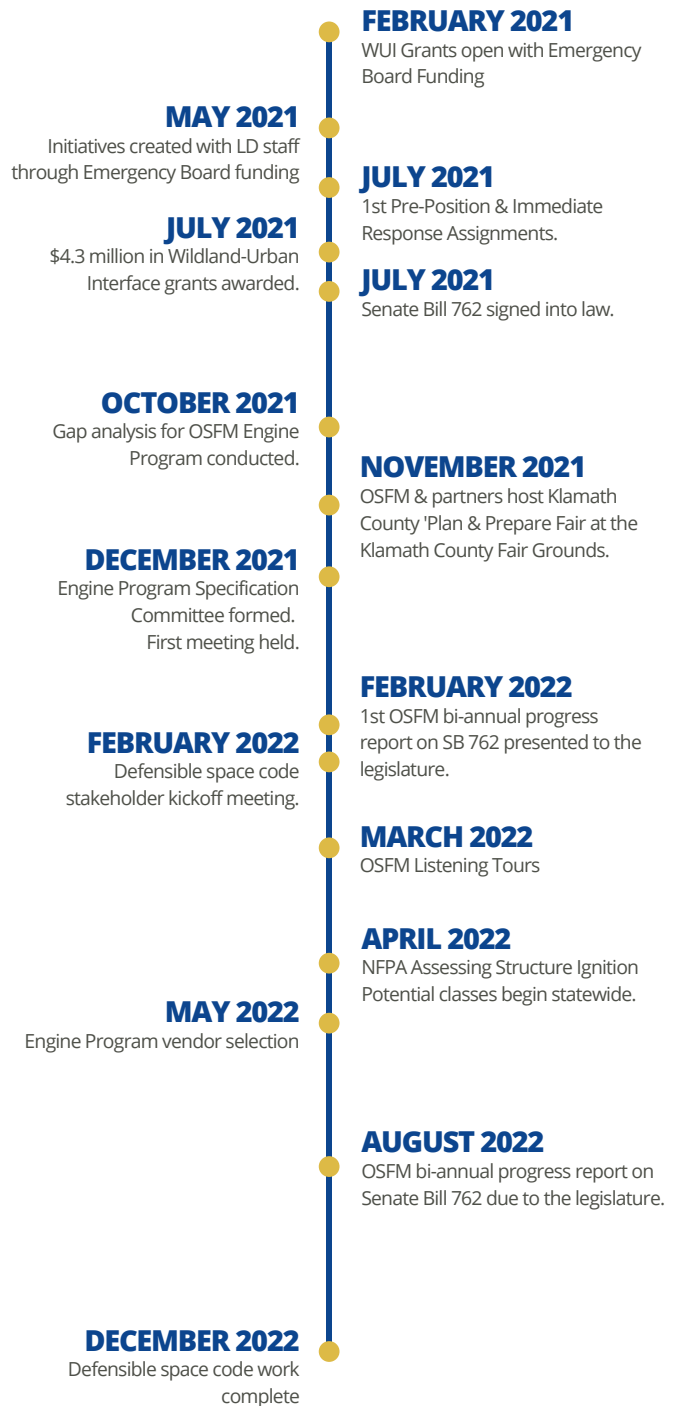 FEBRUARY 2021
WUI Grants open with Emergency
Board Funding
MAY 2021
Initiatives created with LD staff
through Emergency Board funding
JULY 2021
1st Pre-Position & Immediate
Response Assignments.
JULY 2021
$4.3 million in Wildland-Urban
Interface grants awarded.
JULY 2021
Senate Bill 762 signed into law.
OCTOBER 2021
Gap analysis for OSFM Engine
Program conducted.
NOVEMBER 2021
OSFM & partners host Klamath
County 'Plan & Prepare Fair at the
Klamath County Fair Grounds.
DECEMBER 2021
Engine Program Specification
Committee formed.
First meeting held.
FEBRUARY 2022
1st OSFM bi-annual progress
report on SB 762 presented to the
legislature.
FEBRUARY 2022
Defensible space code
stakeholder kickoff meeting.
MARCH 2022
OSFM Listening Tours
APRIL 2022
NFPA Assessing Structure Ignition
Potential classes begin statewide.
MAY 2022
Engine Program vendor selection
AUGUST 2022
OSFM bi-annual progress report on
Senate Bill 762 due to the legislature.
DECEMBER 2022
Defensible space code work
complete